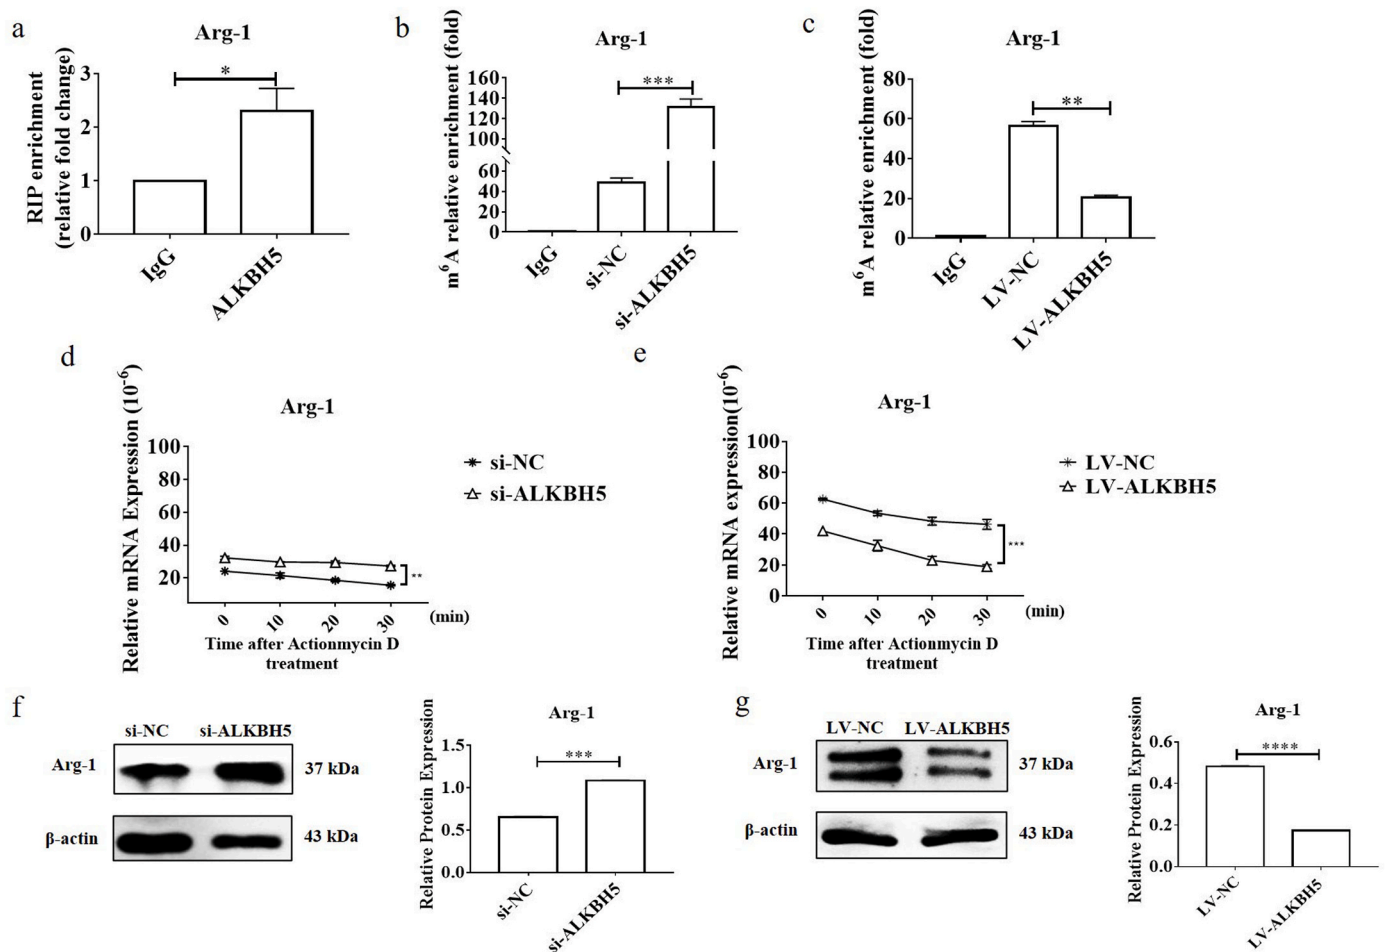 a
Arg-1
RIP enrichment
(relative fold change)
3
2
1
0
*
IgG
ALKBH5
b
Arg-1
m⁶A relative enrichment (fold)
160
140
120
100
60
40
20
0
***
IgG
si-NC
si-ALKBH5
c
Arg-1
m⁶A relative enrichment (fold)
80
60
40
20
0
**
IgG
LV-NC
LV-ALKBH5
d
Arg-1
Relative mRNA Expression (10⁻⁶)
100
80
60
40
20
**
0 10 20 30 (min)
Time after Actionmycin D
treatment
si-NC
si-ALKBH5
e
Arg-1
Relative mRNA expression(10⁻⁶)
100
80
60
40
20
0
***
0 10 20 30 (min)
Time after Actionmycin D
treatment
LV-NC
LV-ALKBH5
f
si-NC si-ALKBH5
Arg-1 37 kDa
β-actin 43 kDa
Arg-1
Relative Protein Expression
1.5
1.0
0.5
0.0
***
si-NC
si-ALKBH5
g
LV-NC LV-ALKBH5
Arg-1 37 kDa
β-actin 43 kDa
Arg-1
Relative Protein Expression
0.6
0.4
0.2
0.0
****
LV-NC
LV-ALKBH5